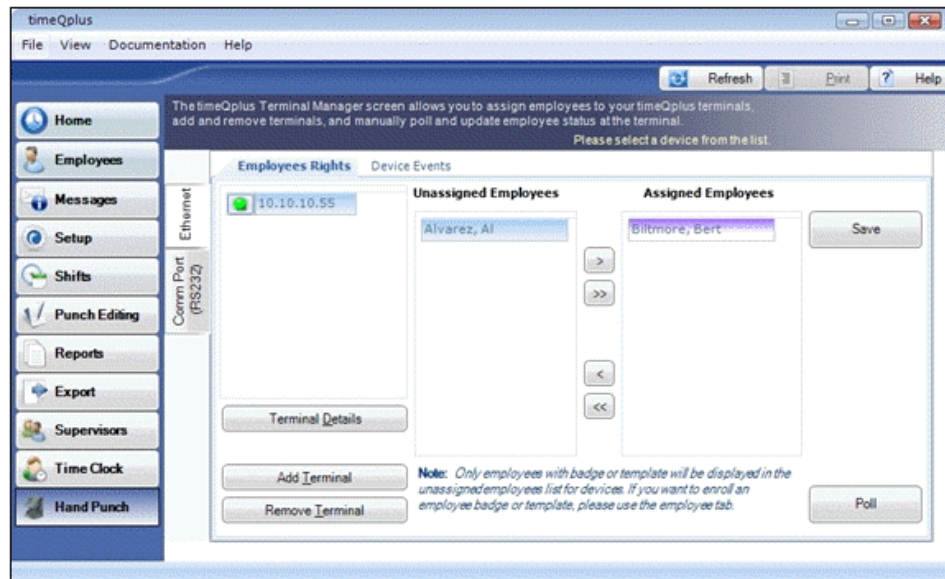 timeQplus
File View Documentation Help
Refresh Print Help
The timeQplus Terminal Manager screen allows you to assign employees to your timeQplus terminals,
add and remove terminals, and manually poll and update employee status at the terminal.
Please select a device from the list.
Home
Employees
Messages
Setup
Shifts
Punch Editing
Reports
Export
Supervisors
Time Clock
Hand Punch
Ethernet
Comm Port
(RS232)
Employees Rights Device Events
10.10.10.55
Unassigned Employees
Alvarez, Al
Assigned Employees
Biltmore, Bert
>
>>
<
<<
Save
Terminal Details
Add Terminal
Remove Terminal
Note: Only employees with badge or template will be displayed in the
unassigned employees list for devices. If you want to enroll an
employee badge or template, please use the employee tab.
Poll